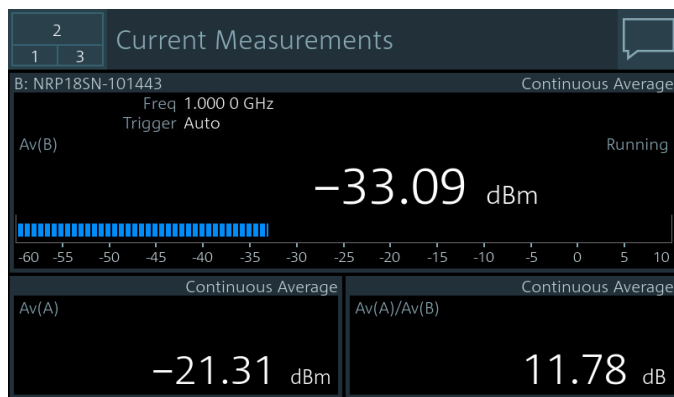 2
1 3
Current Measurements
B: NRP18SN-101443 Continuous Average
Freq 1.000 0 GHz
Trigger Auto
Av(B) Running
−33.09 dBm
-60 -55 -50 -45 -40 -35 -30 -25 -20 -15 -10 -5 0 5 10
Continuous Average
Av(A)
−21.31 dBm
Continuous Average
Av(A)/Av(B)
11.78 dB